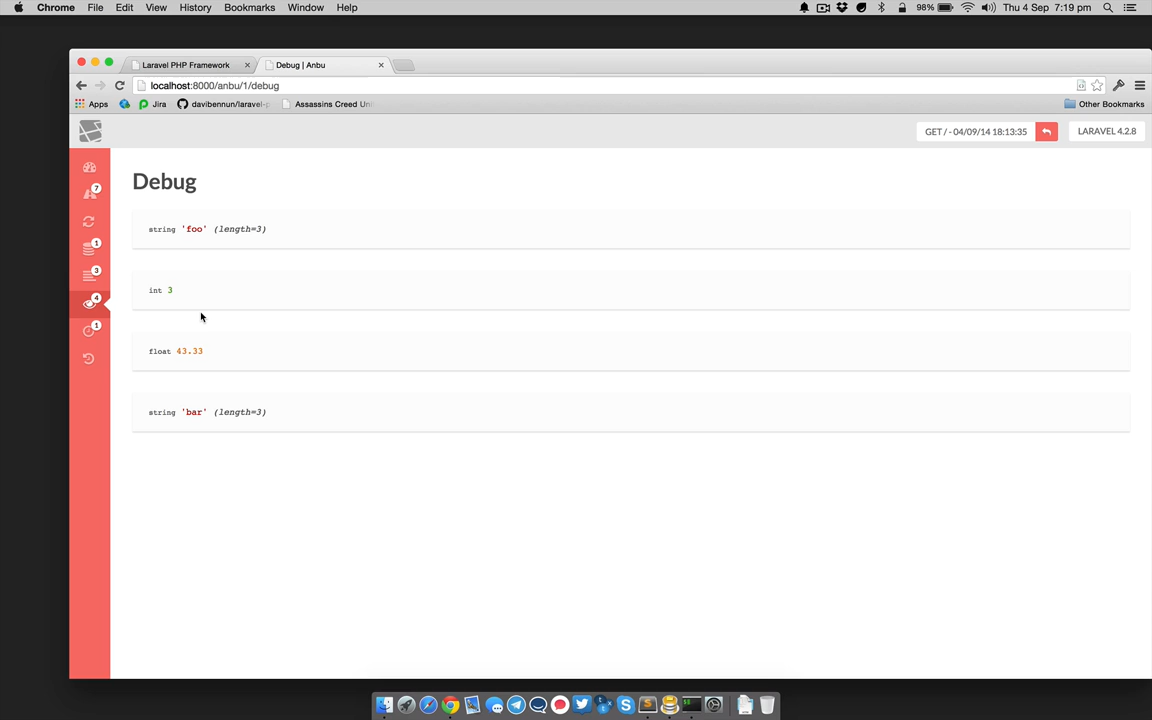 Chrome File Edit View History Bookmarks Window Help 98% Thu 4 Sep 7:19 pm
Laravel PHP Framework Debug | Anbu
localhost:8000/anbu/1/debug
Apps Jira davibennun/laravel-p Assassins Creed Uni Other Bookmarks
GET / - 04/09/14 18:13:35 LARAVEL 4.2.8
Debug
7
string 'foo' (length=3)
1
3
int 3
4
1
float 43.33
string 'bar' (length=3)